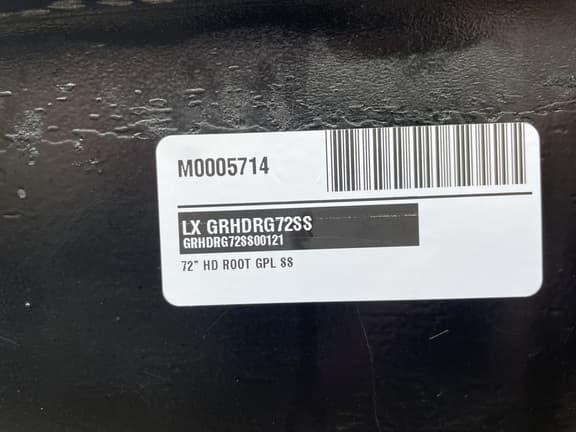 M0005714
LX GRHDRG72SS
GRHDRG72SS00121
72" HD ROOT GPL SS